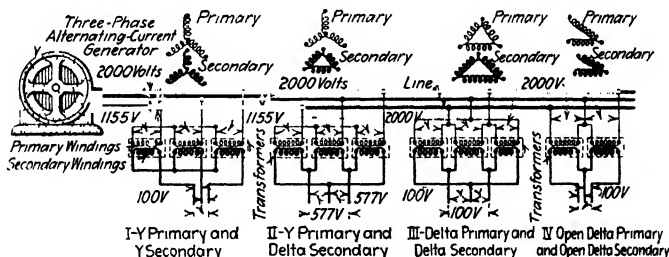 Three-Phase
Alternating-Current
Generator
Primary
Secondary
Primary
Secondary
Primary
Secondary
Primary
Secondary
Y
2000 Volts
2000 Volts
Line
2000V.
1155V
1155V
2000V
Primary Windings
Secondary Windings
Transformers
Transformers
100V
577V
577V
100V
100V
100V
I-Y Primary and
Y Secondary
II-Y Primary and
Delta Secondary
III-Delta Primary and
Delta Secondary
IV Open Delta Primary
and Open Delta Secondary